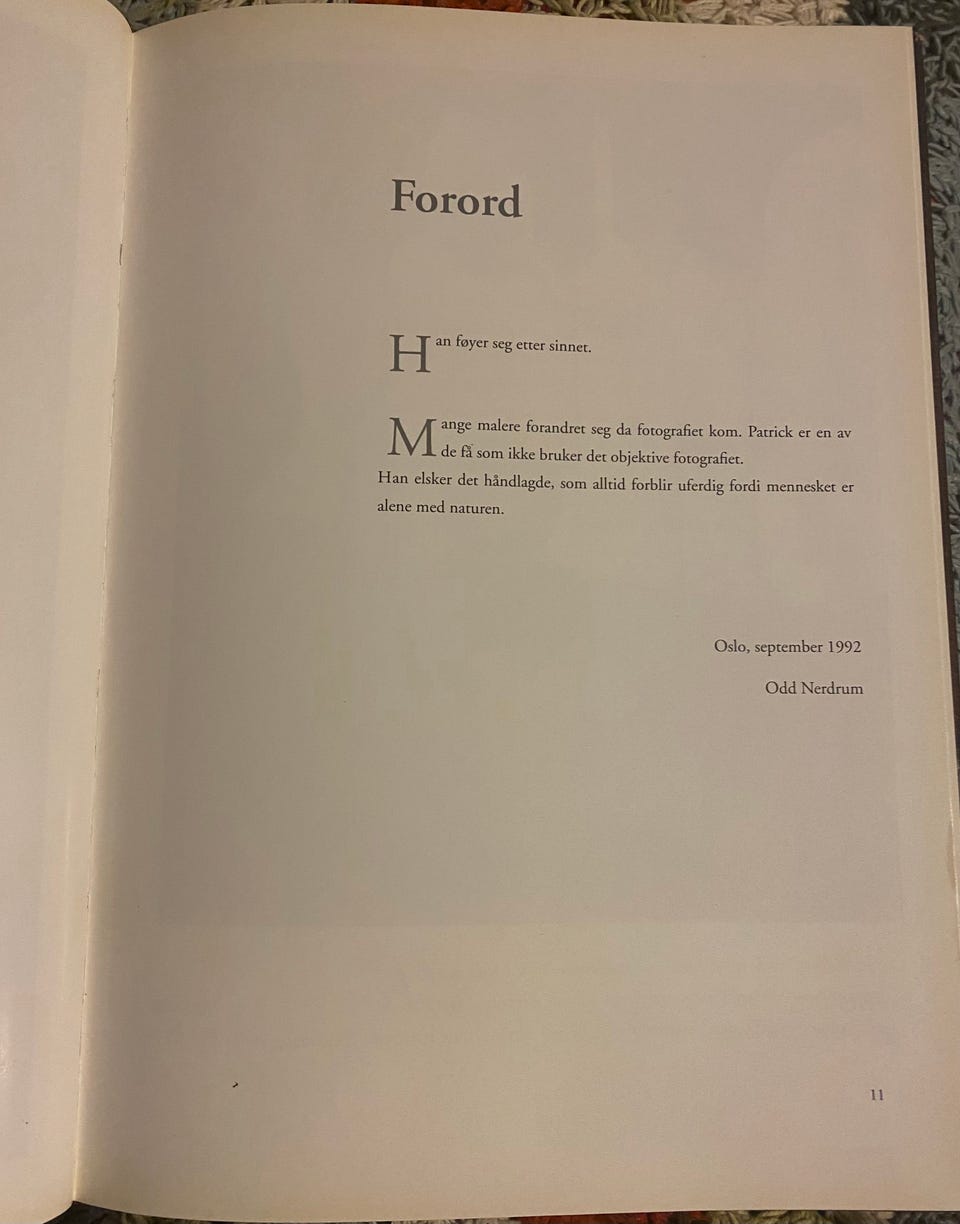 Forord
Han føyer seg etter sinnet.
Mange malere forandret seg da fotografiet kom. Patrick er en av
de få som ikke bruker det objektive fotografiet.
Han elsker det håndlagde, som alltid forblir uferdig fordi mennesket er
alene med naturen.
Oslo, september 1992
Odd Nerdrum
11